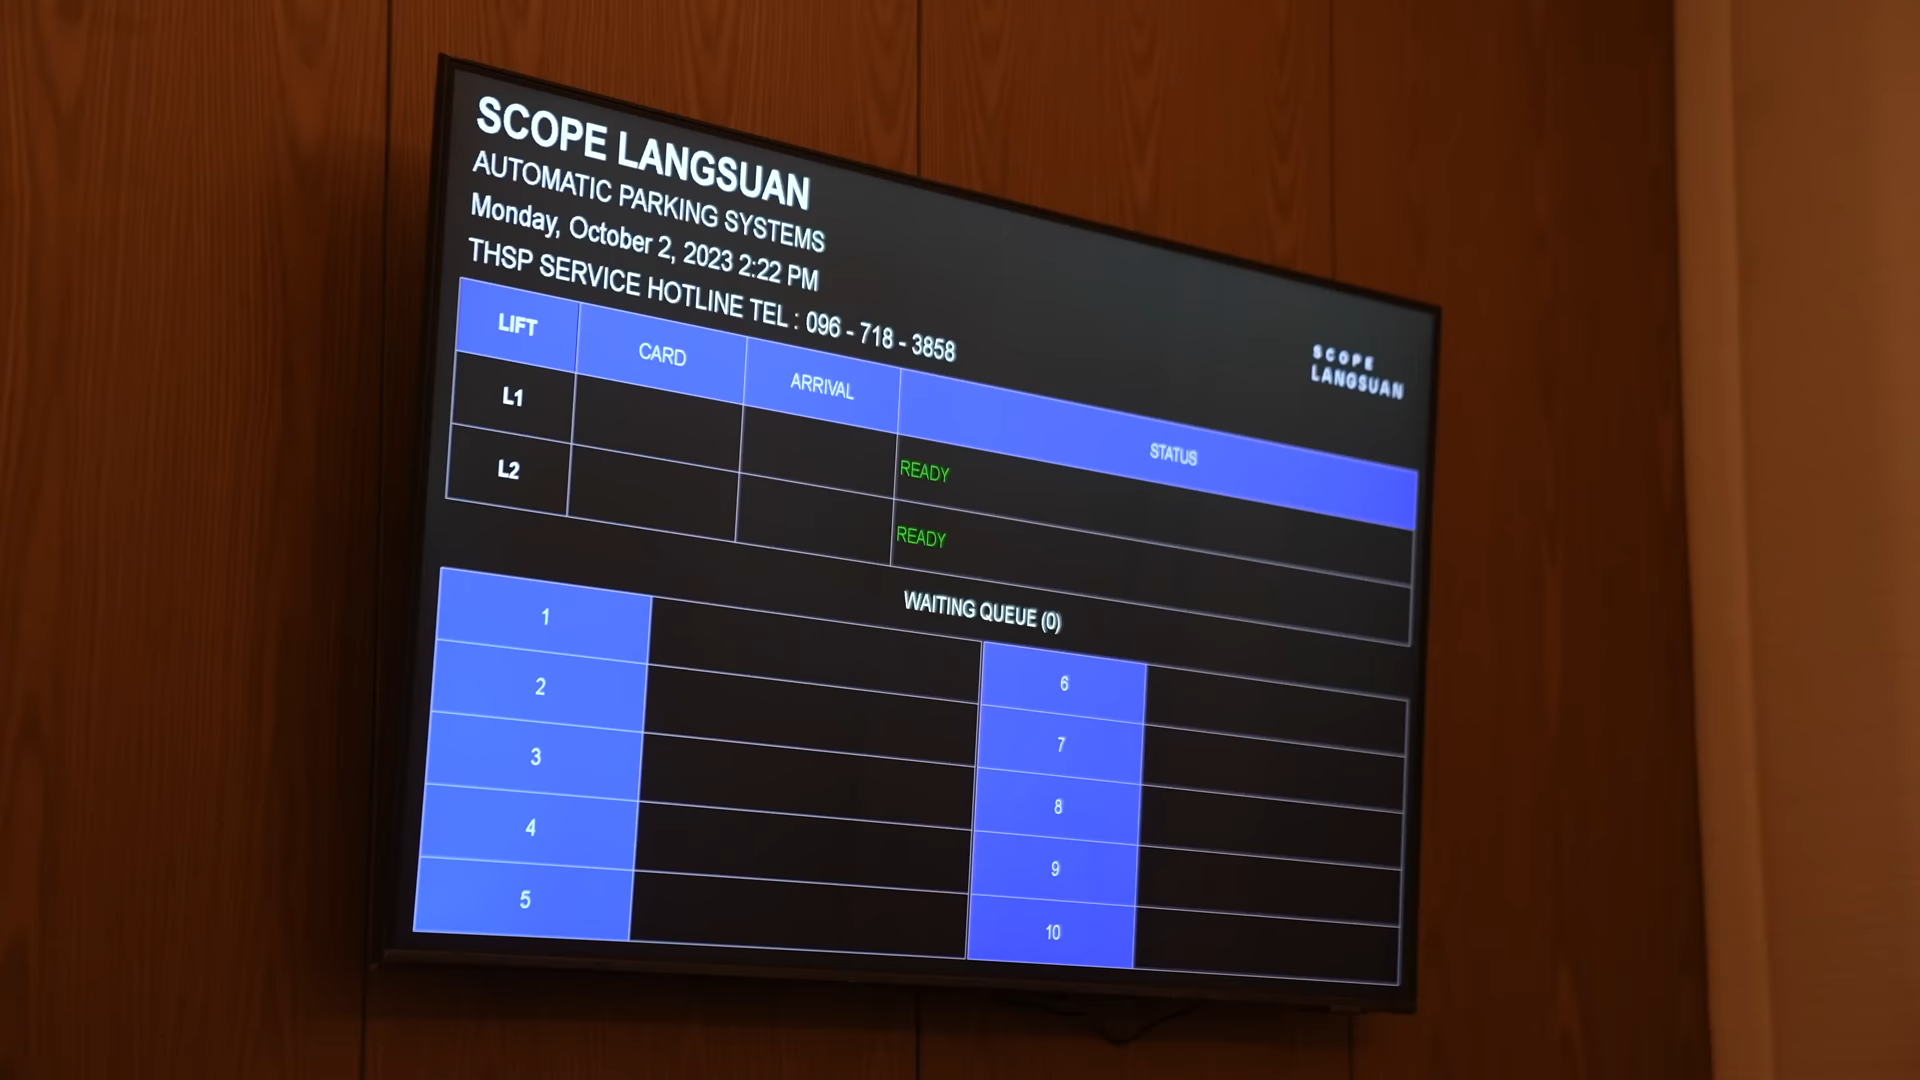 SCOPE LANGSUAN
AUTOMATIC PARKING SYSTEMS
Monday, October 2, 2023 2:22 PM
THSP SERVICE HOTLINE TEL : 096 - 718 - 3858
SCOPE
LANGSUAN
LIFT CARD ARRIVAL STATUS
L1 READY
L2 READY
WAITING QUEUE (0)
1 6
2 7
3 8
4 9
5 10